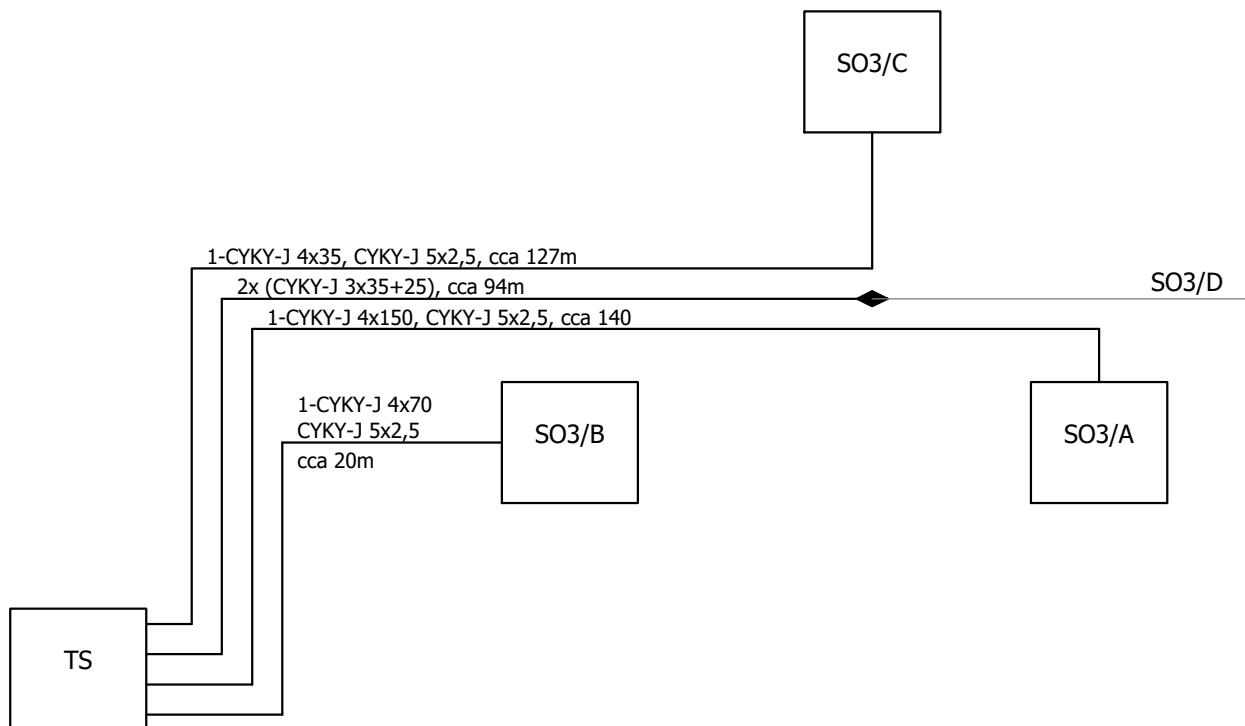 SO3/C
1-CYKY-J 4x35, CYKY-J 5x2,5, cca 127m
2x (CYKY-J 3x35+25), cca 94m
SO3/D
1-CYKY-J 4x150, CYKY-J 5x2,5, cca 140
1-CYKY-J 4x70
CYKY-J 5x2,5
cca 20m
SO3/B
SO3/A
TS